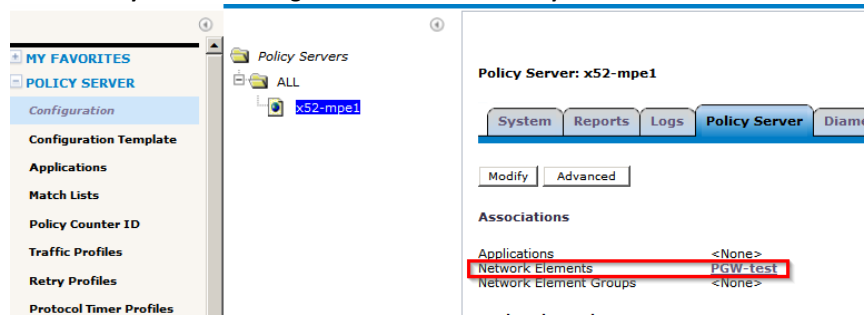 MY FAVORITES
POLICY SERVER
Configuration
Configuration Template
Applications
Match Lists
Policy Counter ID
Traffic Profiles
Retry Profiles
Protocol Timer Profiles
Policy Servers
ALL
x52-mpe1
Policy Server: x52-mpe1
System Reports Logs Policy Server Diame
Modify Advanced
Associations
Applications <None>
Network Elements PGW-test
Network Element Groups <None>